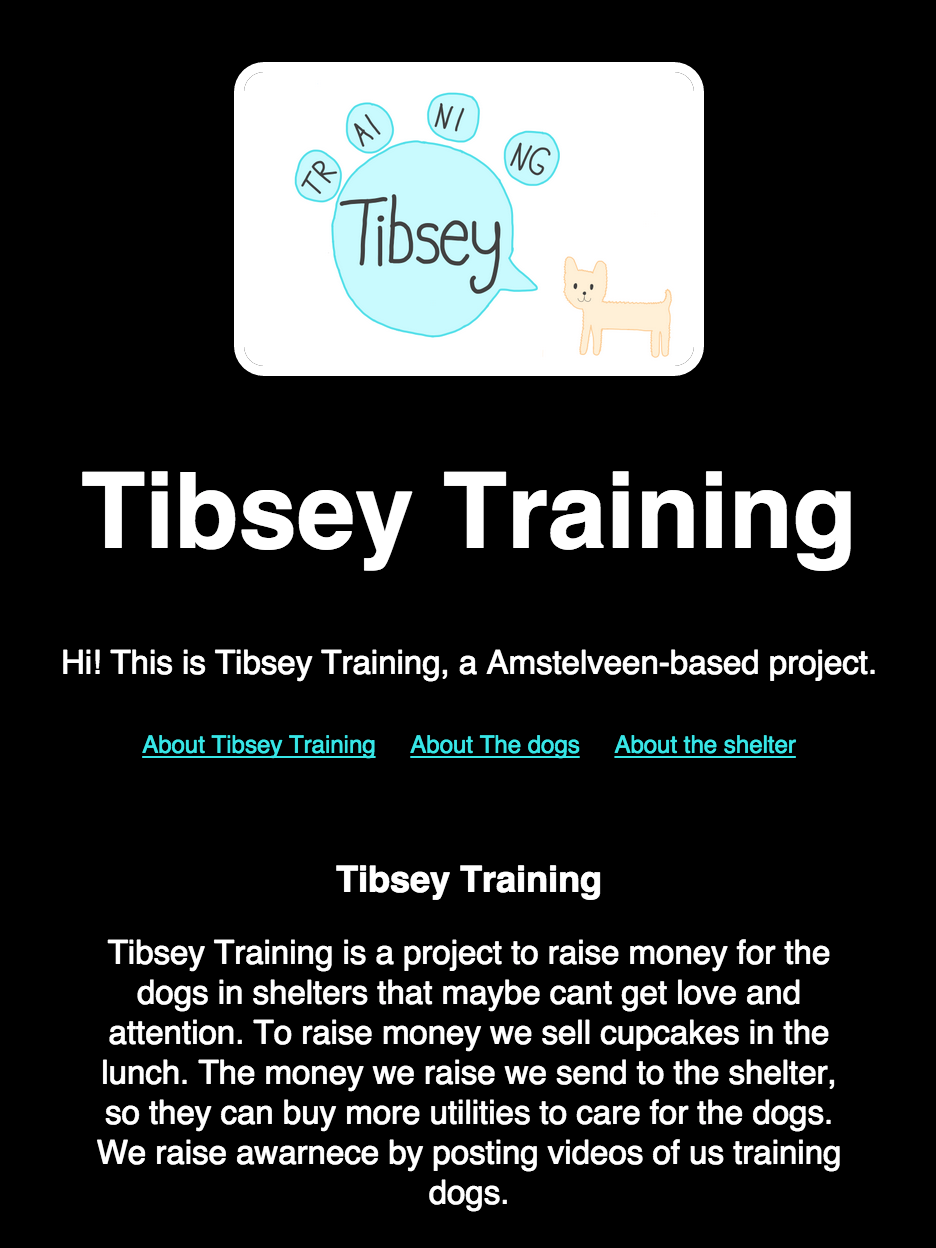 TR AI NI NG
Tibsey
Tibsey Training
Hi! This is Tibsey Training, a Amstelveen-based project.
About Tibsey Training About The dogs About the shelter
Tibsey Training
Tibsey Training is a project to raise money for the
dogs in shelters that maybe cant get love and
attention. To raise money we sell cupcakes in the
lunch. The money we raise we send to the shelter,
so they can buy more utilities to care for the dogs.
We raise awarnece by posting videos of us training
dogs.